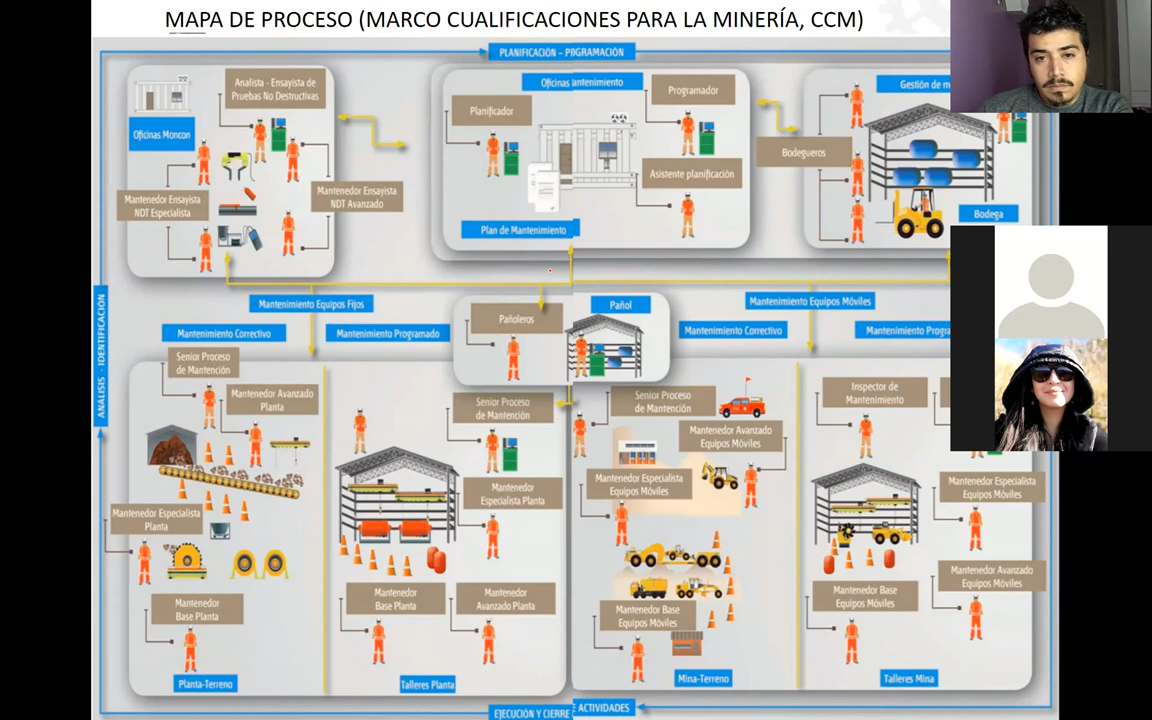 MAPA DE PROCESO (MARCO CUALIFICACIONES PARA LA MINERÍA, CCM)
PLANIFICACIÓN – PROGRAMACIÓN
Analista - Ensayista de
Pruebas No Destructivas
Oficinas Moncon
Mantenedor Ensayista
NDT Especialista
Mantenedor Ensayista
NDT Avanzado
Planificador
Programador
Asistente planificación
Plan de Mantenimiento
Bodegueros
Gestión de m
Bodega
ANÁLISIS - IDENTIFICACIÓN
Mantenimiento Equipos Fijos
Mantenimiento Correctivo
Mantenimiento Programado
Pañoleros
Pañol
Mantenimiento Equipos Móviles
Mantenimiento Correctivo
Mantenimiento Progra
Senior Proceso
de Mantención
Mantenedor Avanzado
Planta
Mantenedor Especialista
Planta
Mantenedor
Base Planta
Planta-Terreno
Senior Proceso
de Mantención
Mantenedor
Especialista Planta
Mantenedor
Base Planta
Mantenedor
Avanzado Planta
Talleres Planta
Senior Proceso
de Mantención
Mantenedor Avanzado
Equipos Móviles
Mantenedor Especialista
Equipos Móviles
Mantenedor Base
Equipos Móviles
Mina-Terreno
Inspector de
Mantenimiento
Mantenedor Especialista
Equipos Móviles
Mantenedor Base
Equipos Móviles
Mantenedor Avanzado
Equipos Móviles
Talleres Mina
EJECUCIÓN Y CIERRE
E ACTIVIDADES